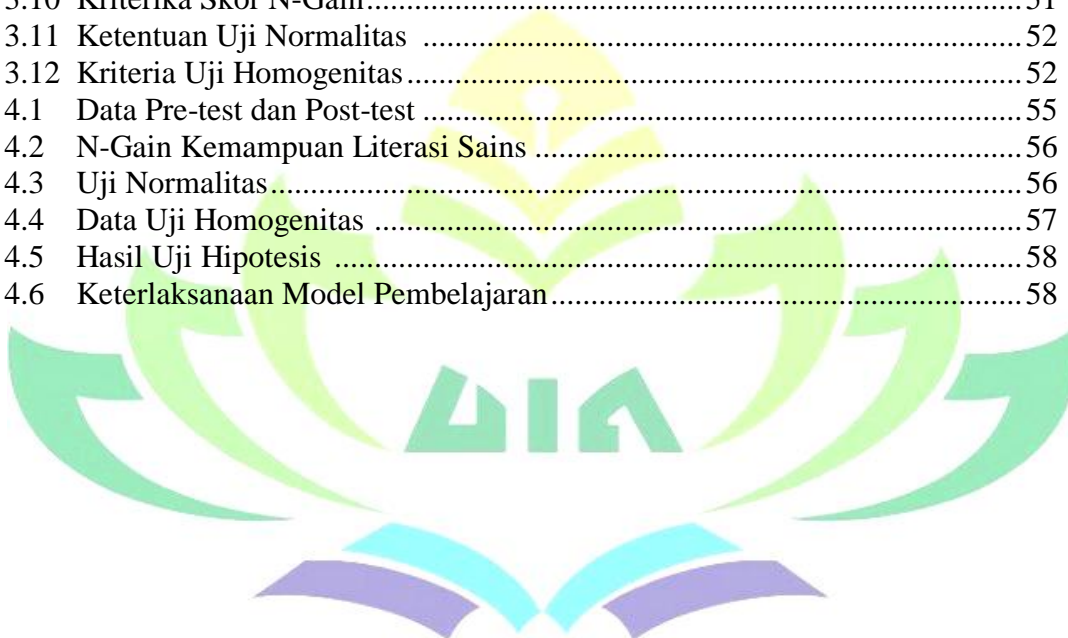 3.10 Kriterika Skor N-Gain....................................................................................51
3.11 Ketentuan Uji Normalitas ............................................................................52
3.12 Kriteria Uji Homogenitas..............................................................................52
4.1 Data Pre-test dan Post-test ............................................................................55
4.2 N-Gain Kemampuan Literasi Sains ..............................................................56
4.3 Uji Normalitas................................................................................................56
4.4 Data Uji Homogenitas ...................................................................................57
4.5 Hasil Uji Hipotesis ........................................................................................58
4.6 Keterlaksanaan Model Pembelajaran............................................................58
UIN